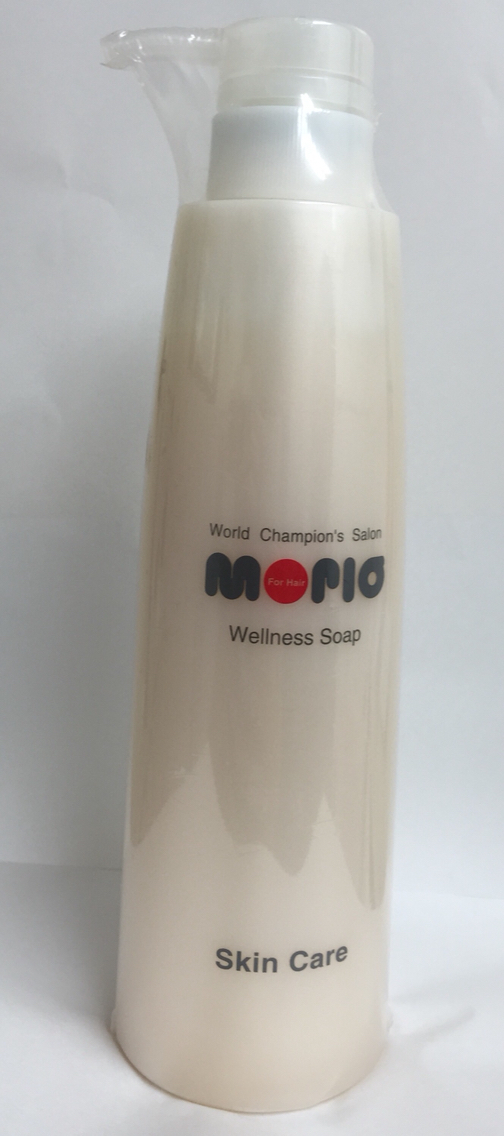 World Champion's Salon
MORIO
For Hair
Wellness Soap
Skin Care